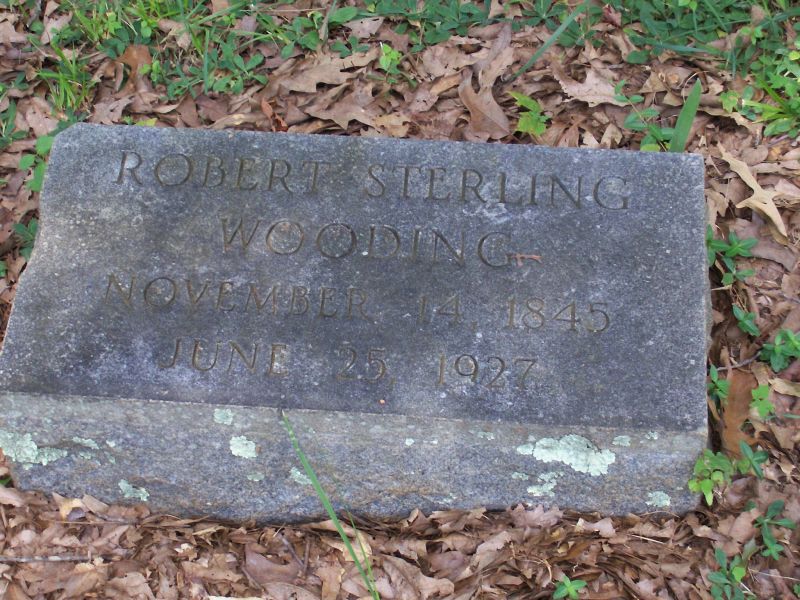 ROBERT STERLING
WOODING
NOVEMBER 14, 1845
JUNE 25, 1927